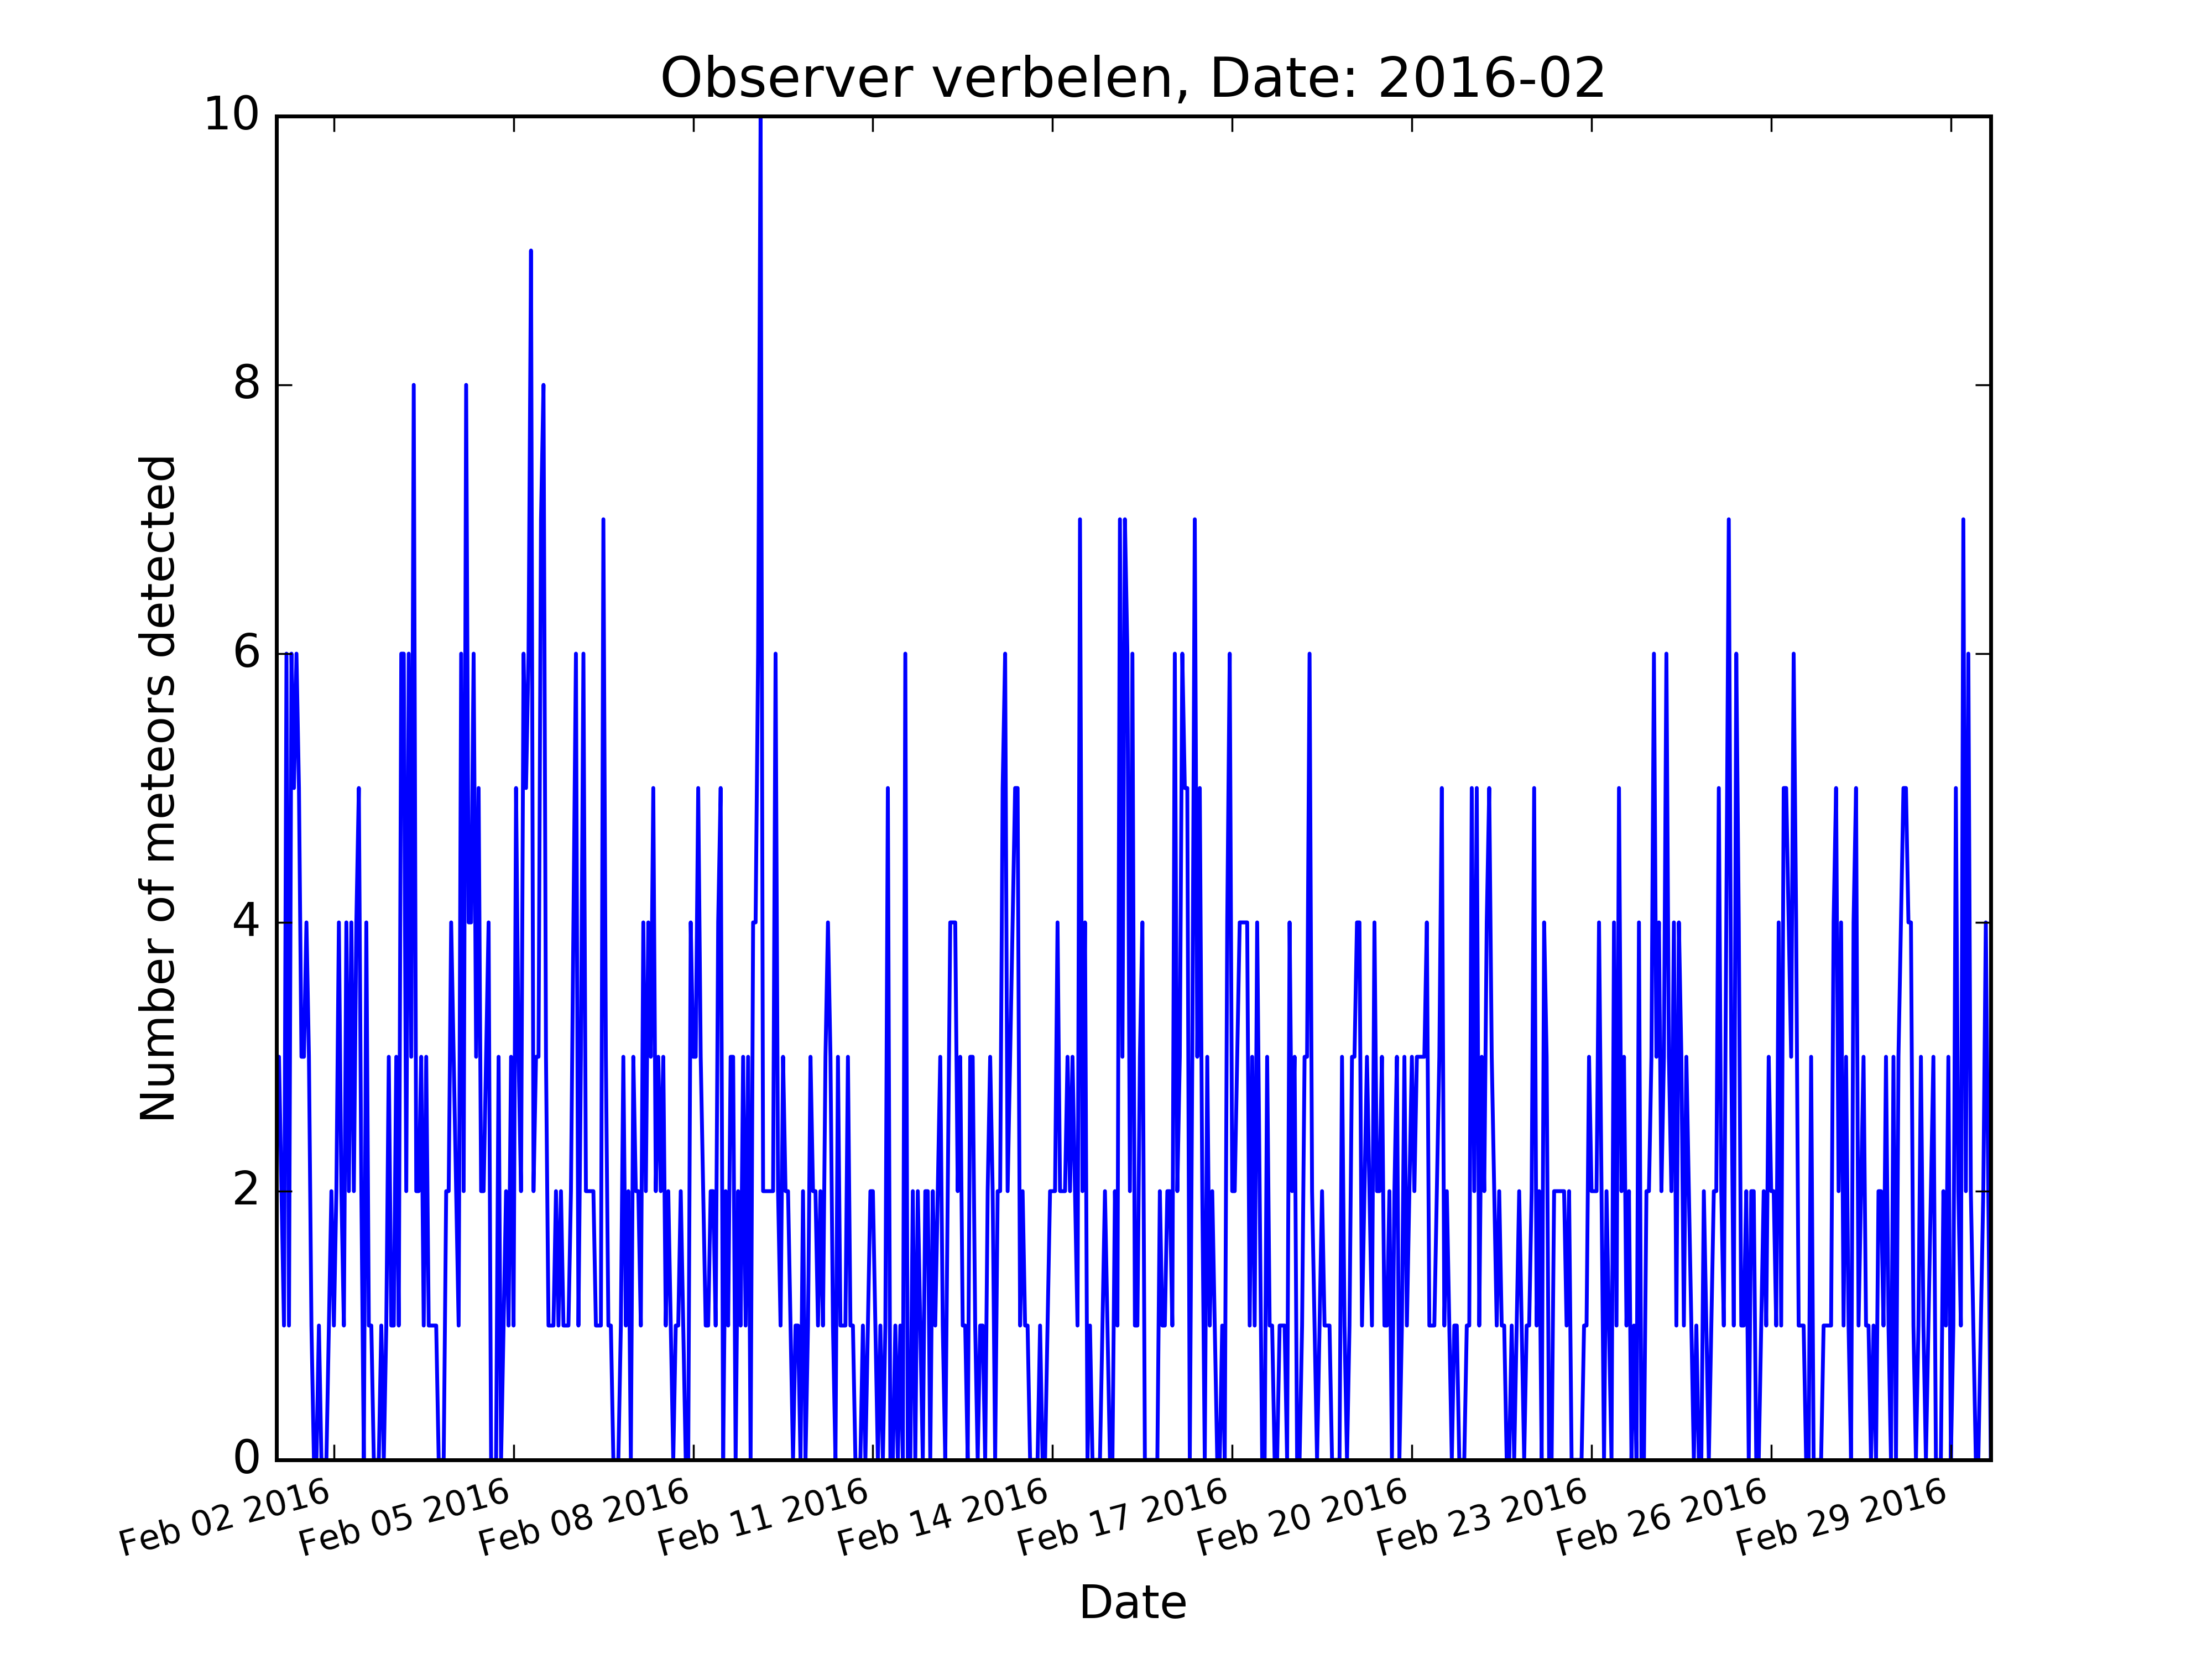 Observer verbelen, Date: 2016-02
Number of meteors detected
10
8
6
4
2
0
Feb 02 2016
Feb 05 2016
Feb 08 2016
Feb 11 2016
Feb 14 2016
Feb 17 2016
Feb 20 2016
Feb 23 2016
Feb 26 2016
Feb 29 2016
Date